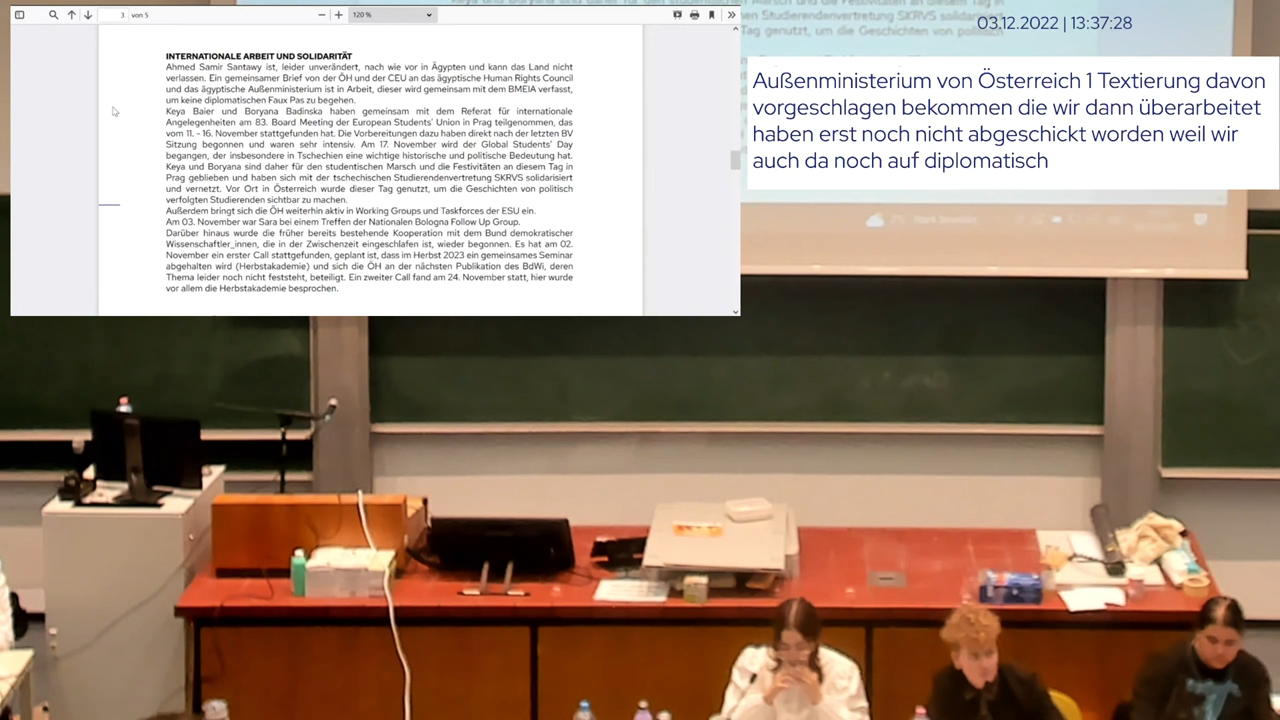 3 von 5
120 %
03.12.2022 | 13:37:28
INTERNATIONALE ARBEIT UND SOLIDARITÄT
Ahmed Samir Santawy ist, leider unverändert, nach wie vor in Ägypten und kann das Land nicht
verlassen. Ein gemeinsamer Brief von der ÖH und der CEU an das ägyptische Human Rights Council
und das ägyptische Außenministerium ist in Arbeit, dieser wird gemeinsam mit dem BMEIA verfasst,
um keine diplomatischen Faux Pas zu begehen.
Keya Baier und Boryana Badinska haben gemeinsam mit dem Referat für internationale
Angelegenheiten am 83. Board Meeting der European Students' Union in Prag teilgenommen, das
vom 11. - 16. November stattgefunden hat. Die Vorbereitungen dazu haben direkt nach der letzten BV
Sitzung begonnen und waren sehr intensiv. Am 17. November wird der Global Students' Day
begangen, der insbesondere in Tschechien eine wichtige historische und politische Bedeutung hat.
Keya und Boryana sind daher für den studentischen Marsch und die Festivitäten an diesem Tag in
Prag geblieben und haben sich mit der tschechischen Studierendenvertretung SKRVS solidarisiert
und vernetzt. Vor Ort in Österreich wurde dieser Tag genutzt, um die Geschichten von politisch
verfolgten Studierenden sichtbar zu machen.
Außerdem bringt sich die ÖH weiterhin aktiv in Working Groups und Taskforces der ESU ein.
Am 03. November war Sara bei einem Treffen der Nationalen Bologna Follow Up Group.
Darüber hinaus wurde die früher bereits bestehende Kooperation mit dem Bund demokratischer
Wissenschaftler_innen, die in der Zwischenzeit eingeschlafen ist, wieder begonnen. Es hat am 02.
November ein erster Call stattgefunden, geplant ist, dass im Herbst 2023 ein gemeinsames Seminar
abgehalten wird (Herbstakademie) und sich die ÖH an der nächsten Publikation des BdWi, deren
Thema leider noch nicht feststeht, beteiligt. Ein zweiter Call fand am 24. November statt, hier wurde
vor allem die Herbstakademie besprochen.
Außenministerium von Österreich 1 Textierung davon
vorgeschlagen bekommen die wir dann überarbeitet
haben erst noch nicht abgeschickt worden weil wir
auch da noch auf diplomatisch